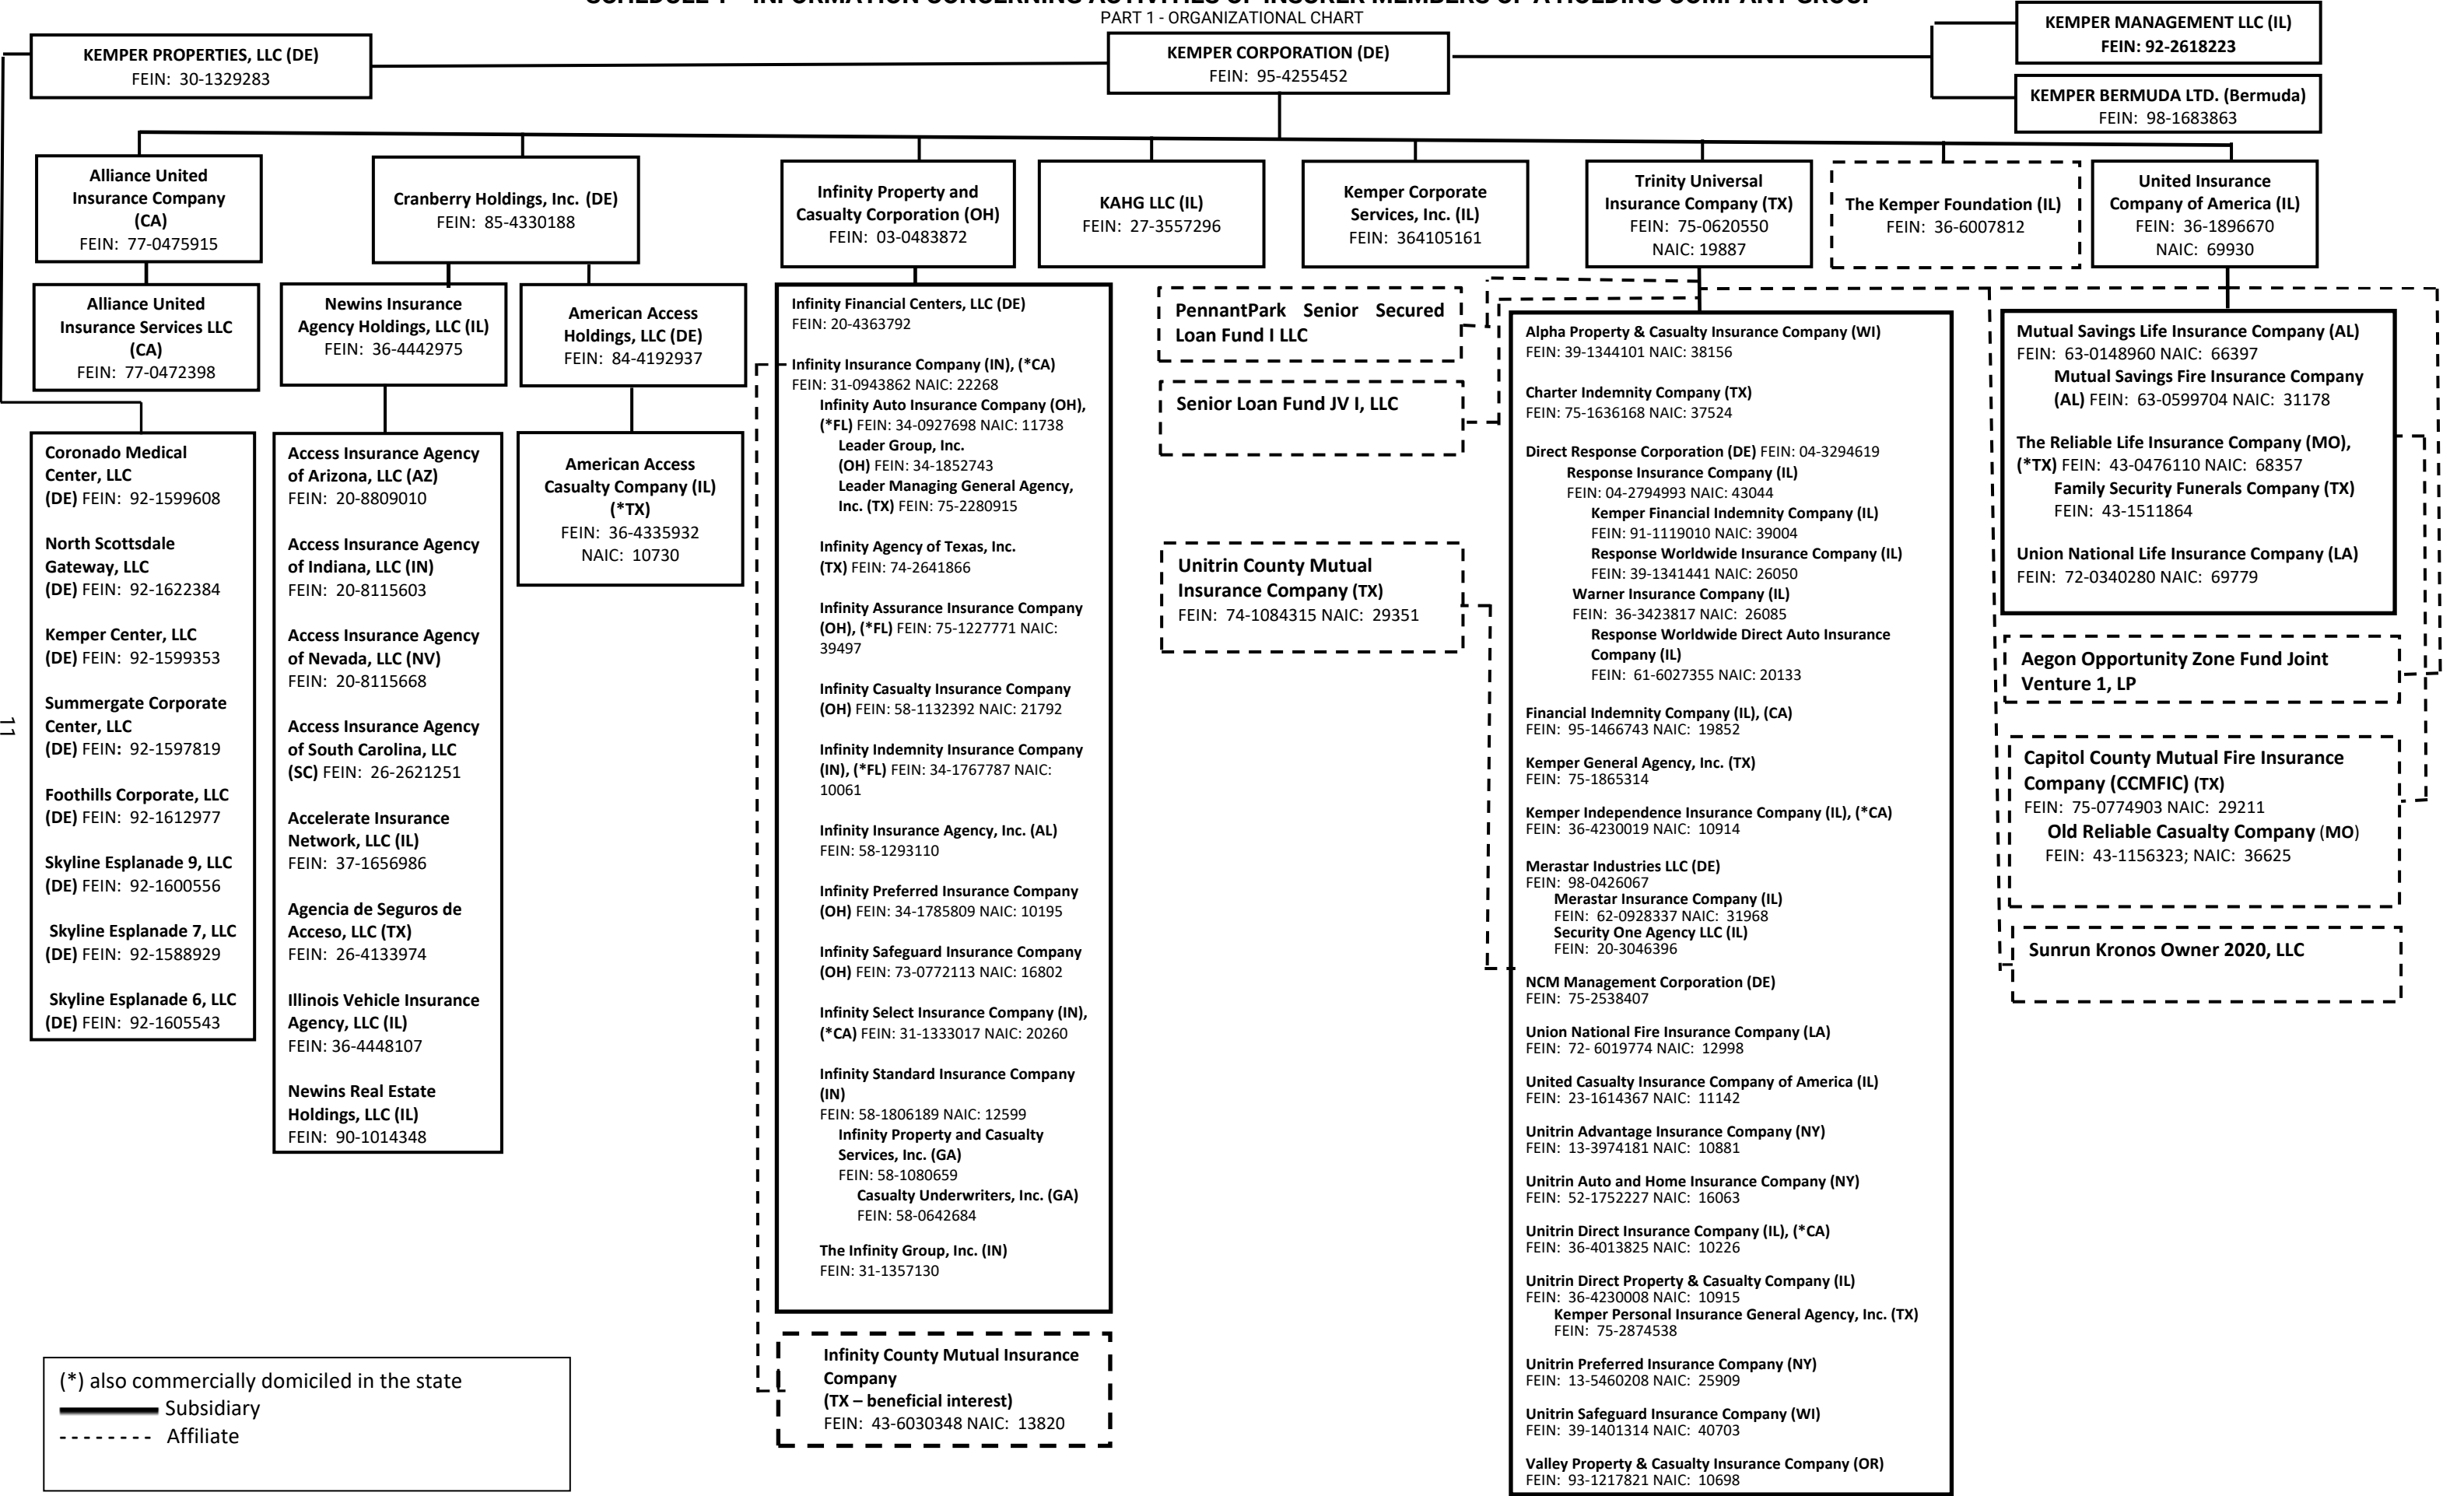 SCHEDULE Y - INFORMATION CONCERNING ACTIVITIES OF INSURER MEMBERS OF A HOLDING COMPANY GROUP
PART 1 - ORGANIZATIONAL CHART
KEMPER PROPERTIES, LLC (DE)
FEIN: 30-1329283
KEMPER CORPORATION (DE)
FEIN: 95-4255452
KEMPER MANAGEMENT LLC (IL)
FEIN: 92-2618223
KEMPER BERMUDA LTD. (Bermuda)
FEIN: 98-1683863
Alliance United
Insurance Company
(CA)
FEIN: 77-0475915
Cranberry Holdings, Inc. (DE)
FEIN: 85-4330188
Infinity Property and
Casualty Corporation (OH)
FEIN: 03-0483872
KAHG LLC (IL)
FEIN: 27-3557296
Kemper Corporate
Services, Inc. (IL)
FEIN: 364105161
Trinity Universal
Insurance Company (TX)
FEIN: 75-0620550
NAIC: 19887
The Kemper Foundation (IL)
FEIN: 36-6007812
United Insurance
Company of America (IL)
FEIN: 36-1896670
NAIC: 69930
Alliance United
Insurance Services LLC
(CA)
FEIN: 77-0472398
Newins Insurance
Agency Holdings, LLC (IL)
FEIN: 36-4442975
American Access
Holdings, LLC (DE)
FEIN: 84-4192937
Coronado Medical
Center, LLC
(DE) FEIN: 92-1599608
North Scottsdale
Gateway, LLC
(DE) FEIN: 92-1622384
Kemper Center, LLC
(DE) FEIN: 92-1599353
Summergate Corporate
Center, LLC
(DE) FEIN: 92-1597819
Foothills Corporate, LLC
(DE) FEIN: 92-1612977
Skyline Esplanade 9, LLC
(DE) FEIN: 92-1600556
Skyline Esplanade 7, LLC
(DE) FEIN: 92-1588929
Skyline Esplanade 6, LLC
(DE) FEIN: 92-1605543
Access Insurance Agency
of Arizona, LLC (AZ)
FEIN: 20-8809010
Access Insurance Agency
of Indiana, LLC (IN)
FEIN: 20-8115603
Access Insurance Agency
of Nevada, LLC (NV)
FEIN: 20-8115668
Access Insurance Agency
of South Carolina, LLC
(SC) FEIN: 26-2621251
Accelerate Insurance
Network, LLC (IL)
FEIN: 37-1656986
Agencia de Seguros de
Acceso, LLC (TX)
FEIN: 26-4133974
Illinois Vehicle Insurance
Agency, LLC (IL)
FEIN: 36-4448107
Newins Real Estate
Holdings, LLC (IL)
FEIN: 90-1014348
American Access
Casualty Company (IL)
(*TX)
FEIN: 36-4335932
NAIC: 10730
Infinity Financial Centers, LLC (DE)
FEIN: 20-4363792
Infinity Insurance Company (IN), (*CA)
FEIN: 31-0943862 NAIC: 22268
Infinity Auto Insurance Company (OH),
(*FL) FEIN: 34-0927698 NAIC: 11738
Leader Group, Inc.
(OH) FEIN: 34-1852743
Leader Managing General Agency,
Inc. (TX) FEIN: 75-2280915
Infinity Agency of Texas, Inc.
(TX) FEIN: 74-2641866
Infinity Assurance Insurance Company
(OH), (*FL) FEIN: 75-1227771 NAIC:
39497
Infinity Casualty Insurance Company
(OH) FEIN: 58-1132392 NAIC: 21792
Infinity Indemnity Insurance Company
(IN), (*FL) FEIN: 34-1767787 NAIC:
10061
Infinity Insurance Agency, Inc. (AL)
FEIN: 58-1293110
Infinity Preferred Insurance Company
(OH) FEIN: 34-1785809 NAIC: 10195
Infinity Safeguard Insurance Company
(OH) FEIN: 73-0772113 NAIC: 16802
Infinity Select Insurance Company (IN),
(*CA) FEIN: 31-1333017 NAIC: 20260
Infinity Standard Insurance Company
(IN)
FEIN: 58-1806189 NAIC: 12599
Infinity Property and Casualty
Services, Inc. (GA)
FEIN: 58-1080659
Casualty Underwriters, Inc. (GA)
FEIN: 58-0642684
The Infinity Group, Inc. (IN)
FEIN: 31-1357130
Infinity County Mutual Insurance
Company
(TX – beneficial interest)
FEIN: 43-6030348 NAIC: 13820
PennantPark Senior Secured
Loan Fund I LLC
Senior Loan Fund JV I, LLC
Unitrin County Mutual
Insurance Company (TX)
FEIN: 74-1084315 NAIC: 29351
Alpha Property & Casualty Insurance Company (WI)
FEIN: 39-1344101 NAIC: 38156
Charter Indemnity Company (TX)
FEIN: 75-1636168 NAIC: 37524
Direct Response Corporation (DE) FEIN: 04-3294619
Response Insurance Company (IL)
FEIN: 04-2794993 NAIC: 43044
Kemper Financial Indemnity Company (IL)
FEIN: 91-1119010 NAIC: 39004
Response Worldwide Insurance Company (IL)
FEIN: 39-1341441 NAIC: 26050
Warner Insurance Company (IL)
FEIN: 36-3423817 NAIC: 26085
Response Worldwide Direct Auto Insurance
Company (IL)
FEIN: 61-6027355 NAIC: 20133
Financial Indemnity Company (IL), (CA)
FEIN: 95-1466743 NAIC: 19852
Kemper General Agency, Inc. (TX)
FEIN: 75-1865314
Kemper Independence Insurance Company (IL), (*CA)
FEIN: 36-4230019 NAIC: 10914
Merastar Industries LLC (DE)
FEIN: 98-0426067
Merastar Insurance Company (IL)
FEIN: 62-0928337 NAIC: 31968
Security One Agency LLC (IL)
FEIN: 20-3046396
NCM Management Corporation (DE)
FEIN: 75-2538407
Union National Fire Insurance Company (LA)
FEIN: 72- 6019774 NAIC: 12998
United Casualty Insurance Company of America (IL)
FEIN: 23-1614367 NAIC: 11142
Unitrin Advantage Insurance Company (NY)
FEIN: 13-3974181 NAIC: 10881
Unitrin Auto and Home Insurance Company (NY)
FEIN: 52-1752227 NAIC: 16063
Unitrin Direct Insurance Company (IL), (*CA)
FEIN: 36-4013825 NAIC: 10226
Unitrin Direct Property & Casualty Company (IL)
FEIN: 36-4230008 NAIC: 10915
Kemper Personal Insurance General Agency, Inc. (TX)
FEIN: 75-2874538
Unitrin Preferred Insurance Company (NY)
FEIN: 13-5460208 NAIC: 25909
Unitrin Safeguard Insurance Company (WI)
FEIN: 39-1401314 NAIC: 40703
Valley Property & Casualty Insurance Company (OR)
FEIN: 93-1217821 NAIC: 10698
Mutual Savings Life Insurance Company (AL)
FEIN: 63-0148960 NAIC: 66397
Mutual Savings Fire Insurance Company
(AL) FEIN: 63-0599704 NAIC: 31178
The Reliable Life Insurance Company (MO),
(*TX) FEIN: 43-0476110 NAIC: 68357
Family Security Funerals Company (TX)
FEIN: 43-1511864
Union National Life Insurance Company (LA)
FEIN: 72-0340280 NAIC: 69779
Aegon Opportunity Zone Fund Joint
Venture 1, LP
Capitol County Mutual Fire Insurance
Company (CCMFIC) (TX)
FEIN: 75-0774903 NAIC: 29211
Old Reliable Casualty Company (MO)
FEIN: 43-1156323; NAIC: 36625
Sunrun Kronos Owner 2020, LLC
11
(*) also commercially domiciled in the state
Subsidiary
Affiliate